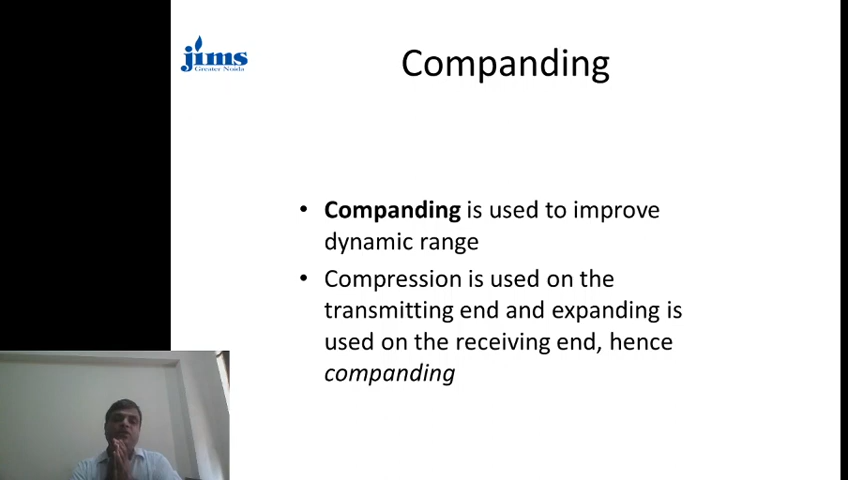 jims
Greater Noida
Companding
• Companding is used to improve
dynamic range
• Compression is used on the
transmitting end and expanding is
used on the receiving end, hence
companding